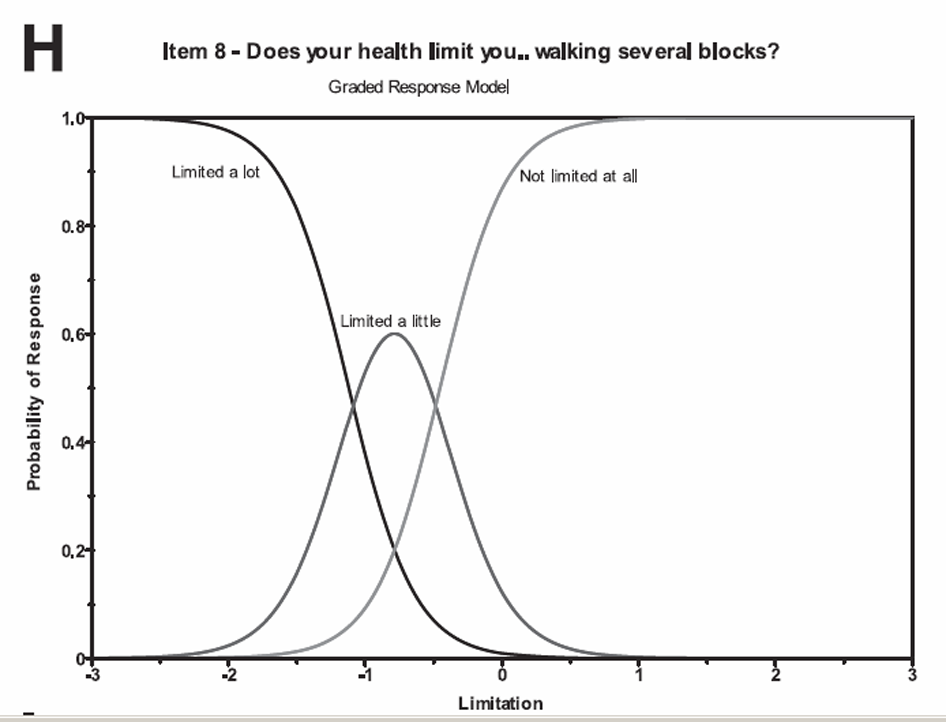 H
Item 8 - Does your health limit you.. walking several blocks?
Graded Response Model
1.0
Limited a lot
Not limited at all
0.8
Limited a little
0.6
0.4
0.2
0
Probability of Response
-3 -2 -1 0 1 2 3
Limitation